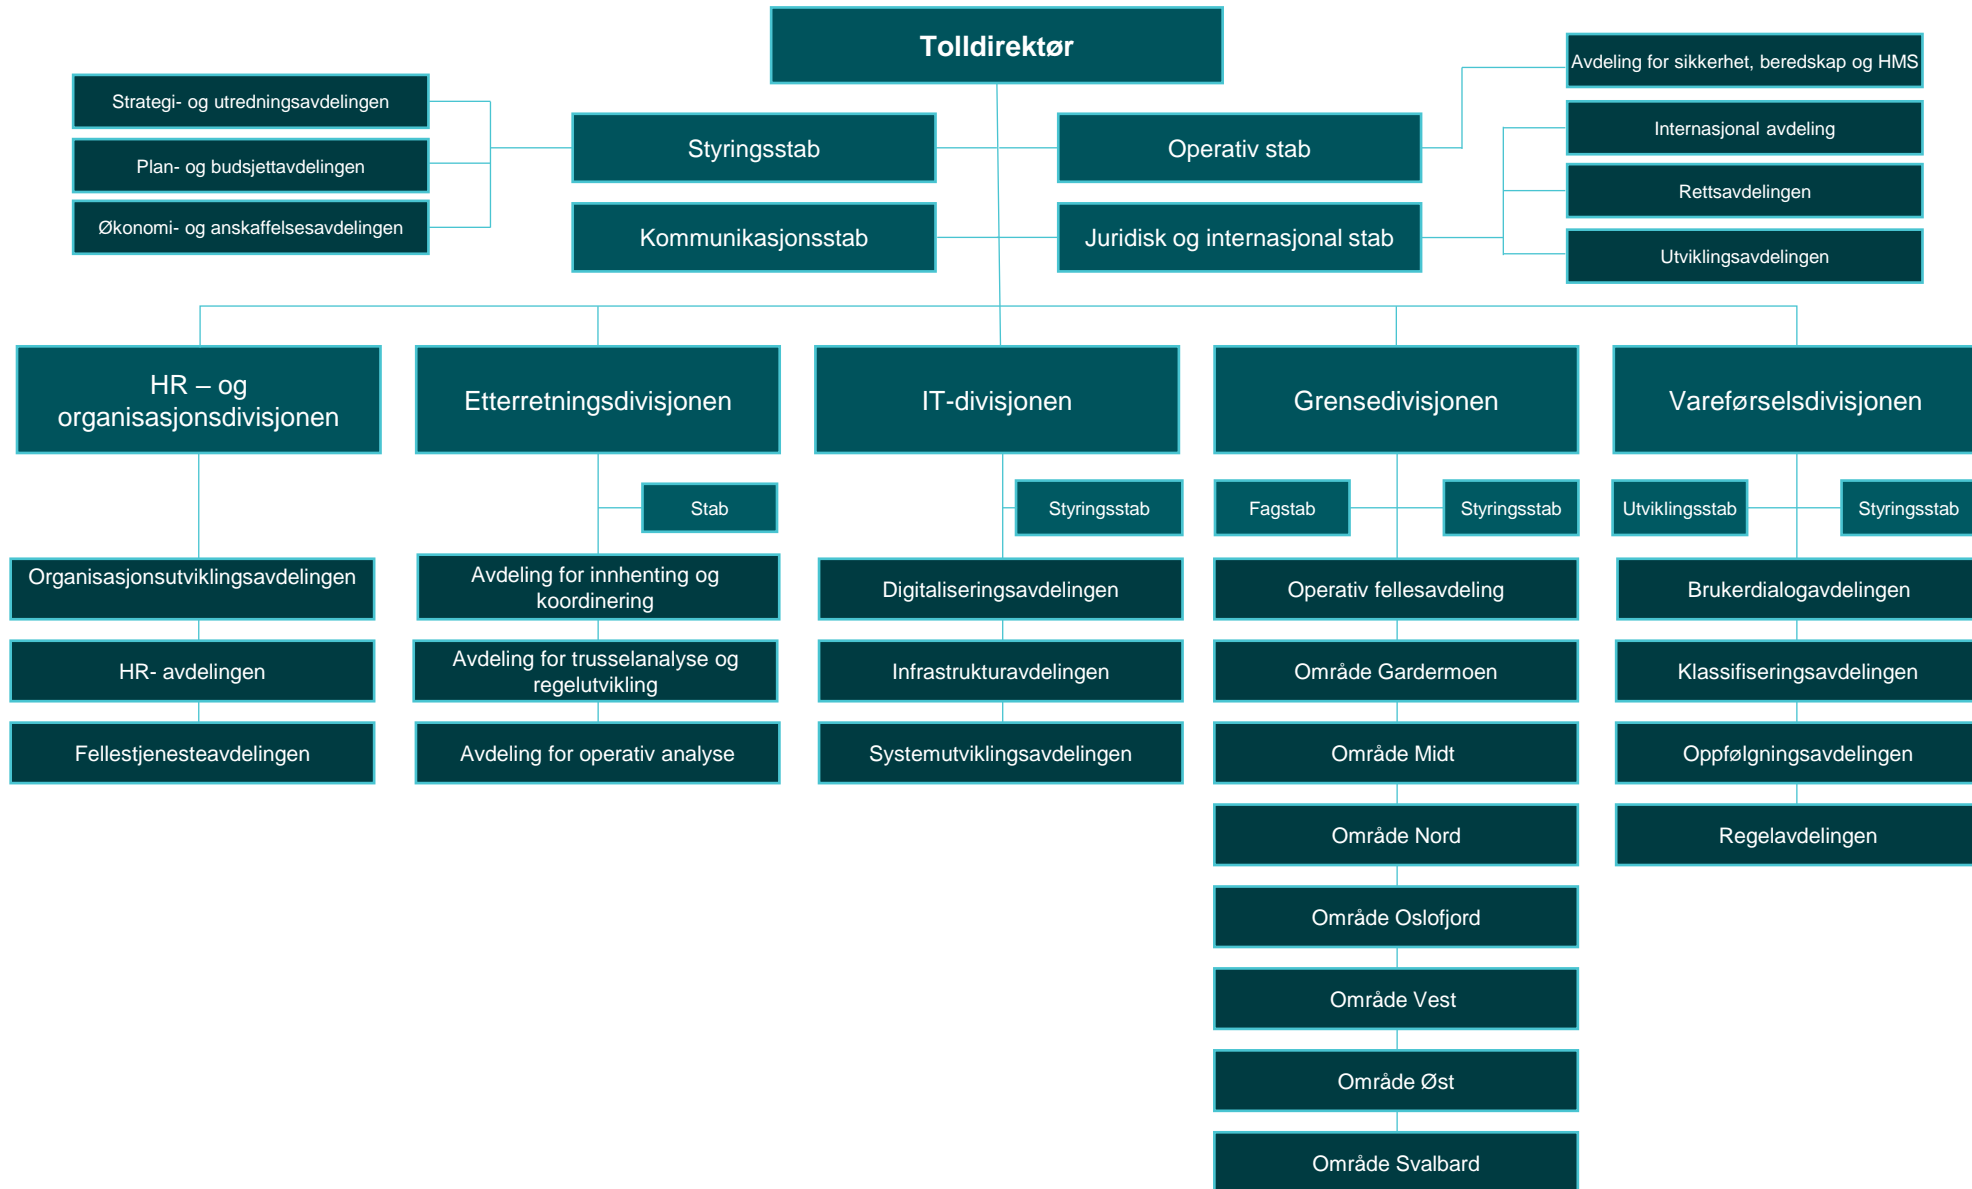 Tolldirektør
Strategi- og utredningsavdelingen
Plan- og budsjettavdelingen
Økonomi- og anskaffelsesavdelingen
Styringsstab
Operativ stab
Kommunikasjonsstab
Juridisk og internasjonal stab
Avdeling for sikkerhet, beredskap og HMS
Internasjonal avdeling
Rettsavdelingen
Utviklingsavdelingen
HR – og
organisasjonsdivisjonen
Organisasjonsutviklingsavdelingen
HR- avdelingen
Fellestjenesteavdelingen
Etterretningsdivisjonen
Stab
Avdeling for innhenting og
koordinering
Avdeling for trusselanalyse og
regelutvikling
Avdeling for operativ analyse
IT-divisjonen
Styringsstab
Digitaliseringsavdelingen
Infrastrukturavdelingen
Systemutviklingsavdelingen
Grensedivisjonen
Fagstab
Styringsstab
Operativ fellesavdeling
Område Gardermoen
Område Midt
Område Nord
Område Oslofjord
Område Vest
Område Øst
Område Svalbard
Vareførselsdivisjonen
Utviklingsstab
Styringsstab
Brukerdialogavdelingen
Klassifiseringsavdelingen
Oppfølgningsavdelingen
Regelavdelingen